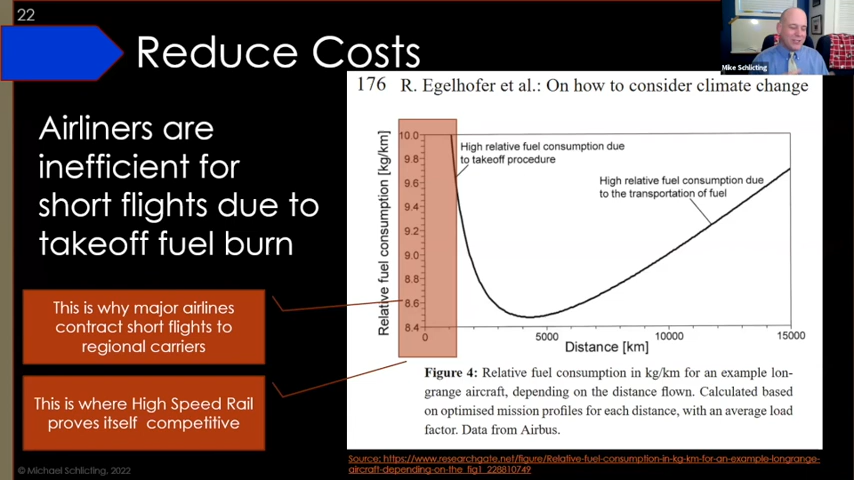 22
Reduce Costs
Mike Schlicting
Airliners are
inefficient for
short flights due to
takeoff fuel burn
This is why major airlines
contract short flights to
regional carriers
This is where High Speed Rail
proves itself competitive
© Michael Schlicting, 2022
176 R. Egelhofer et al.: On how to consider climate change
Relative fuel consumption [kg/km]
10.0
9.8
9.6
9.4
9.2
9.0
8.8
8.6
8.4
High relative fuel consumption due
to takeoff procedure
High relative fuel consumption due
to the transportation of fuel
0
5000
10000
15000
Distance [km]
Figure 4: Relative fuel consumption in kg/km for an example lon-
grange aircraft, depending on the distance flown. Calculated based
on optimised mission profiles for each distance, with an average load
factor. Data from Airbus.
Source: https://www.researchgate.net/figure/Relative-fuel-consumption-in-kg-km-for-an-example-longrange-
aircraft-depending-on-the_fig1_228810749